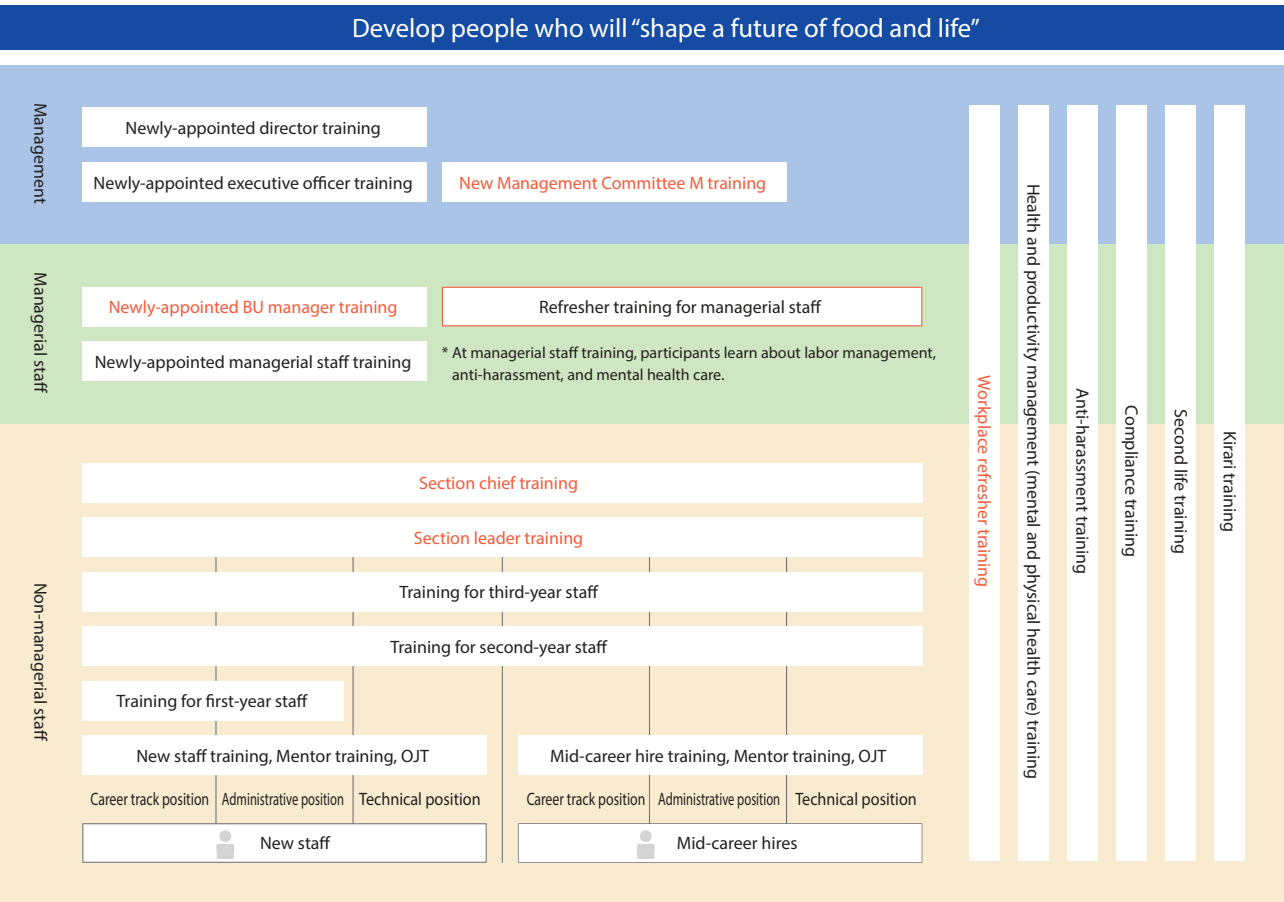 Develop people who will “shape a future of food and life”
Management
Newly-appointed director training
Newly-appointed executive officer training
New Management Committee M training
Managerial staff
Newly-appointed BU manager training
Refresher training for managerial staff
Newly-appointed managerial staff training
* At managerial staff training, participants learn about labor management,
anti-harassment, and mental health care.
Non-managerial staff
Section chief training
Section leader training
Training for third-year staff
Training for second-year staff
Training for first-year staff
New staff training, Mentor training, OJT
Mid-career hire training, Mentor training, OJT
Career track position
Administrative position
Technical position
Career track position
Administrative position
Technical position
New staff
Mid-career hires
Workplace refresher training
Health and productivity management (mental and physical health care) training
Anti-harassment training
Compliance training
Second life training
Kirari training